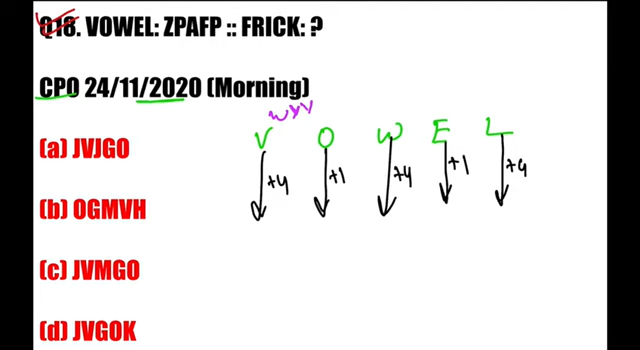 Q18. VOWEL: ZPAFP :: FRICK: ?
CPO 24/11/2020 (Morning)
WXY
V O W E L
+4 +1 +4 +1 +4
(a) JVJGO
(b) OGMVH
(c) JVMGO
(d) JVGOK